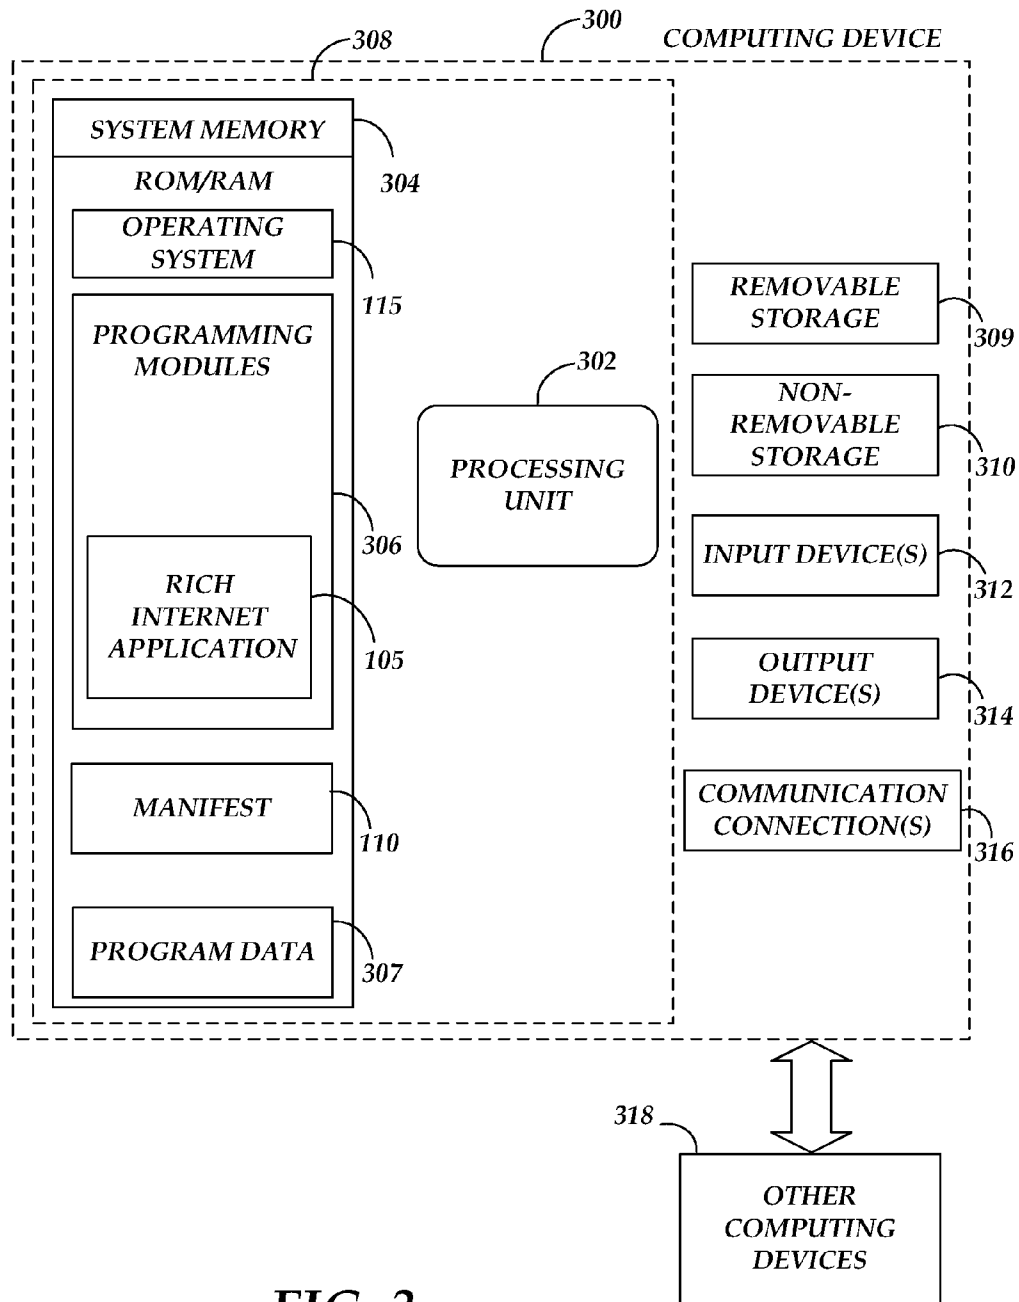 300
COMPUTING DEVICE
308
SYSTEM MEMORY
304
ROM/RAM
OPERATING
SYSTEM
115
PROGRAMMING
MODULES
306
RICH
INTERNET
APPLICATION
105
MANIFEST
110
PROGRAM DATA
307
302
PROCESSING
UNIT
REMOVABLE
STORAGE
309
NON-
REMOVABLE
STORAGE
310
INPUT DEVICE(S)
312
OUTPUT
DEVICE(S)
314
COMMUNICATION
CONNECTION(S)
316
318
OTHER
COMPUTING
DEVICES